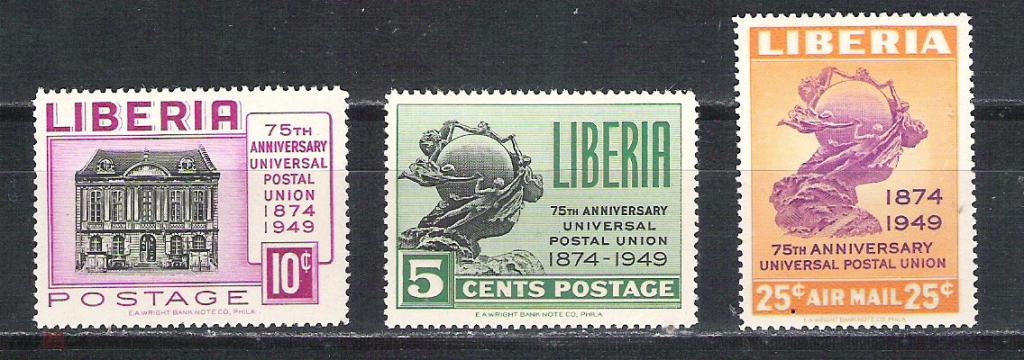 LIBERIA
75TH
ANNIVERSARY
UNIVERSAL
POSTAL
UNION
1874
1949
10¢
POSTAGE
E.A.WRIGHT BANK NOTE CO., PHILA.
LIBERIA
75TH ANNIVERSARY
UNIVERSAL
POSTAL UNION
1874-1949
5 CENTS POSTAGE
E.A.WRIGHT BANK NOTE CO., PHILA.
LIBERIA
1874
1949
75TH ANNIVERSARY
UNIVERSAL POSTAL UNION
25¢ AIR MAIL 25¢
E.A.WRIGHT BANK NOTE CO., PHILA.